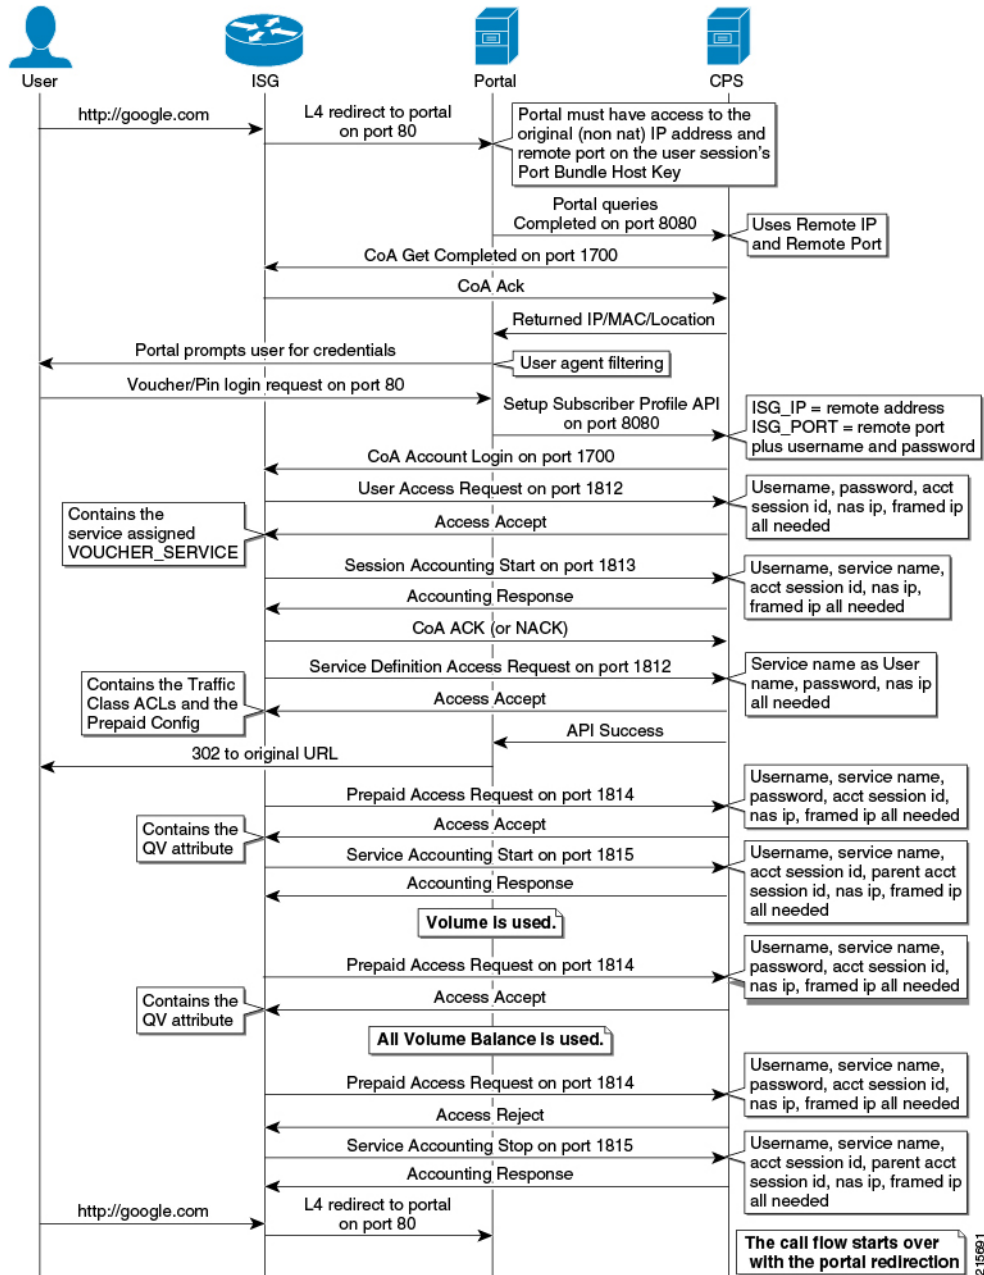 User
ISG
Portal
CPS
http://google.com
L4 redirect to portal
on port 80
Portal must have access to the
original (non nat) IP address and
remote port on the user session's
Port Bundle Host Key
Portal queries
Completed on port 8080
Uses Remote IP
and Remote Port
CoA Get Completed on port 1700
CoA Ack
Returned IP/MAC/Location
Portal prompts user for credentials
User agent filtering
Voucher/Pin login request on port 80
Setup Subscriber Profile API
on port 8080
ISG_IP = remote address
ISG_PORT = remote port
plus username and password
CoA Account Login on port 1700
User Access Request on port 1812
Username, password, acct
session id, nas ip, framed ip
all needed
Contains the
service assigned
VOUCHER_SERVICE
Access Accept
Session Accounting Start on port 1813
Username, service name,
acct session id, nas ip,
framed ip all needed
Accounting Response
CoA ACK (or NACK)
Service Definition Access Request on port 1812
Service name as User
name, password, nas ip
all needed
Contains the Traffic
Class ACLs and the
Prepaid Config
Access Accept
API Success
302 to original URL
Prepaid Access Request on port 1814
Username, service name,
password, acct session id,
nas ip, framed ip all needed
Contains the
QV attribute
Access Accept
Service Accounting Start on port 1815
Username, service name,
acct session id, parent acct
session id, nas ip, framed ip
all needed
Accounting Response
Volume is used.
Prepaid Access Request on port 1814
Username, service name,
password, acct session id,
nas ip, framed ip all needed
Contains the
QV attribute
Access Accept
All Volume Balance is used.
Prepaid Access Request on port 1814
Username, service name,
password, acct session id,
nas ip, framed ip all needed
Access Reject
Service Accounting Stop on port 1815
Username, service name,
acct session id, parent acct
session id, nas ip, framed ip
all needed
Accounting Response
http://google.com
L4 redirect to portal
on port 80
The call flow starts over
with the portal redirection
215691